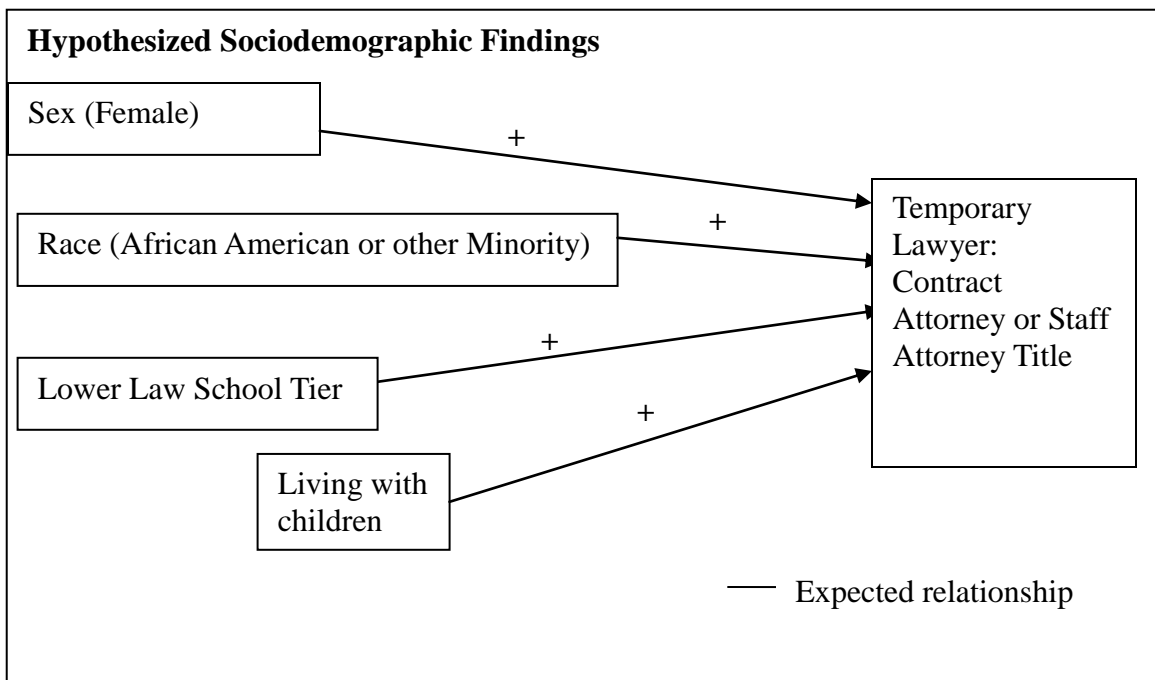 Hypothesized Sociodemographic Findings
Sex (Female)
+
Race (African American or other Minority)
+
Lower Law School Tier
+
Living with
children
+
Temporary
Lawyer:
Contract
Attorney or Staff
Attorney Title
Expected relationship